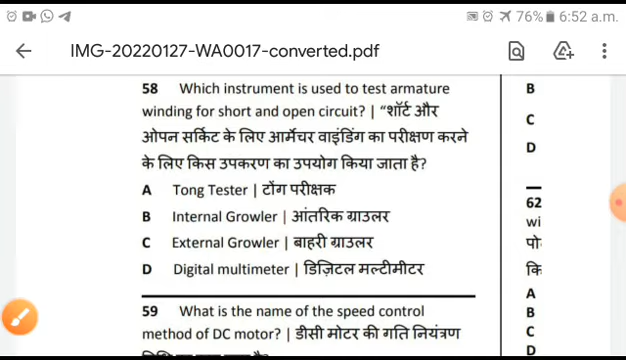 76% 6:52 a.m.
IMG-20220127-WA0017-converted.pdf
58 Which instrument is used to test armature
winding for short and open circuit? | “शॉर्ट और
ओपन सर्किट के लिए आर्मेचर वाइंडिंग का परीक्षण करने
के लिए किस उपकरण का उपयोग किया जाता है?
A Tong Tester | टोंग परीक्षक
B Internal Growler | आंतरिक ग्राउलर
C External Growler | बाहरी ग्राउलर
D Digital multimeter | डिज़िटल मल्टीमीटर
59 What is the name of the speed control
method of DC motor? | डीसी मोटर की गति नियंत्रण
B
C
D
62
wi
कि
A
B
C
D